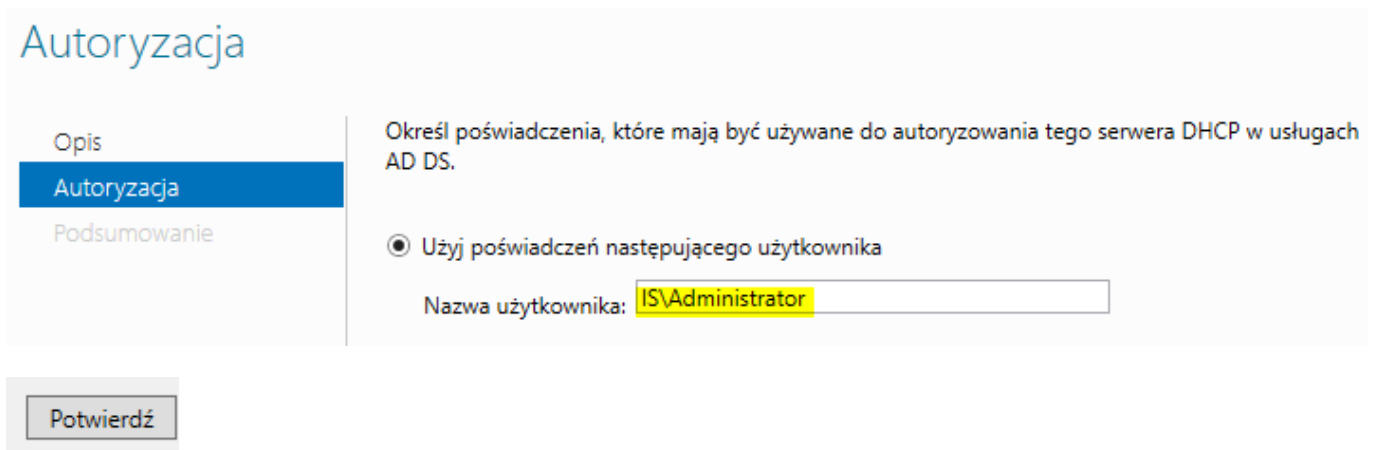 Autoryzacja
Opis
Autoryzacja
Podsumowanie
Określ poświadczenia, które mają być używane do autoryzowania tego serwera DHCP w usługach
AD DS.
Użyj poświadczeń następującego użytkownika
Nazwa użytkownika: IS\Administrator
Potwierdź